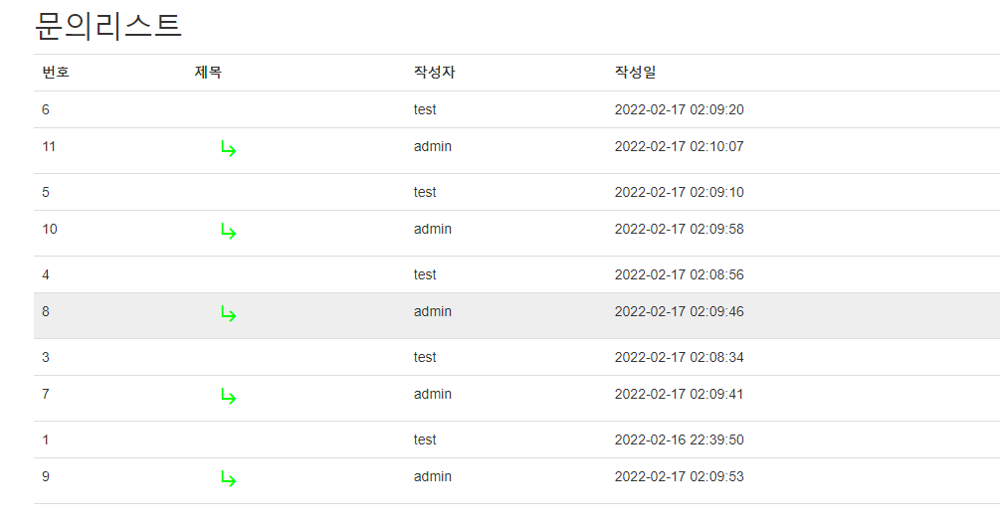 문의리스트
번호 제목 작성자 작성일
6 test 2022-02-17 02:09:20
11 admin 2022-02-17 02:10:07
5 test 2022-02-17 02:09:10
10 admin 2022-02-17 02:09:58
4 test 2022-02-17 02:08:56
8 admin 2022-02-17 02:09:46
3 test 2022-02-17 02:08:34
7 admin 2022-02-17 02:09:41
1 test 2022-02-16 22:39:50
9 admin 2022-02-17 02:09:53